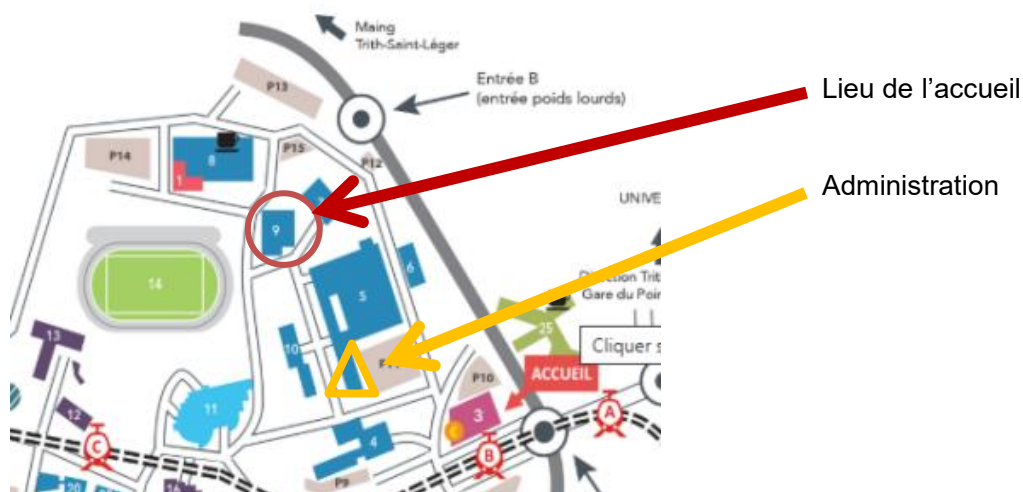 Maing
Trith-Saint-Léger
Entrée B
(entrée poids lourds)
Lieu de l’accueil
Administration
P13
P14
P15
P12
8
1
9
UNIVE
Direction Trit
Gare du Poin
6
5
14
25
Cliquer s
13
10
P10
ACCUEIL
11
3
12
4
A
B
C
P9
20
16